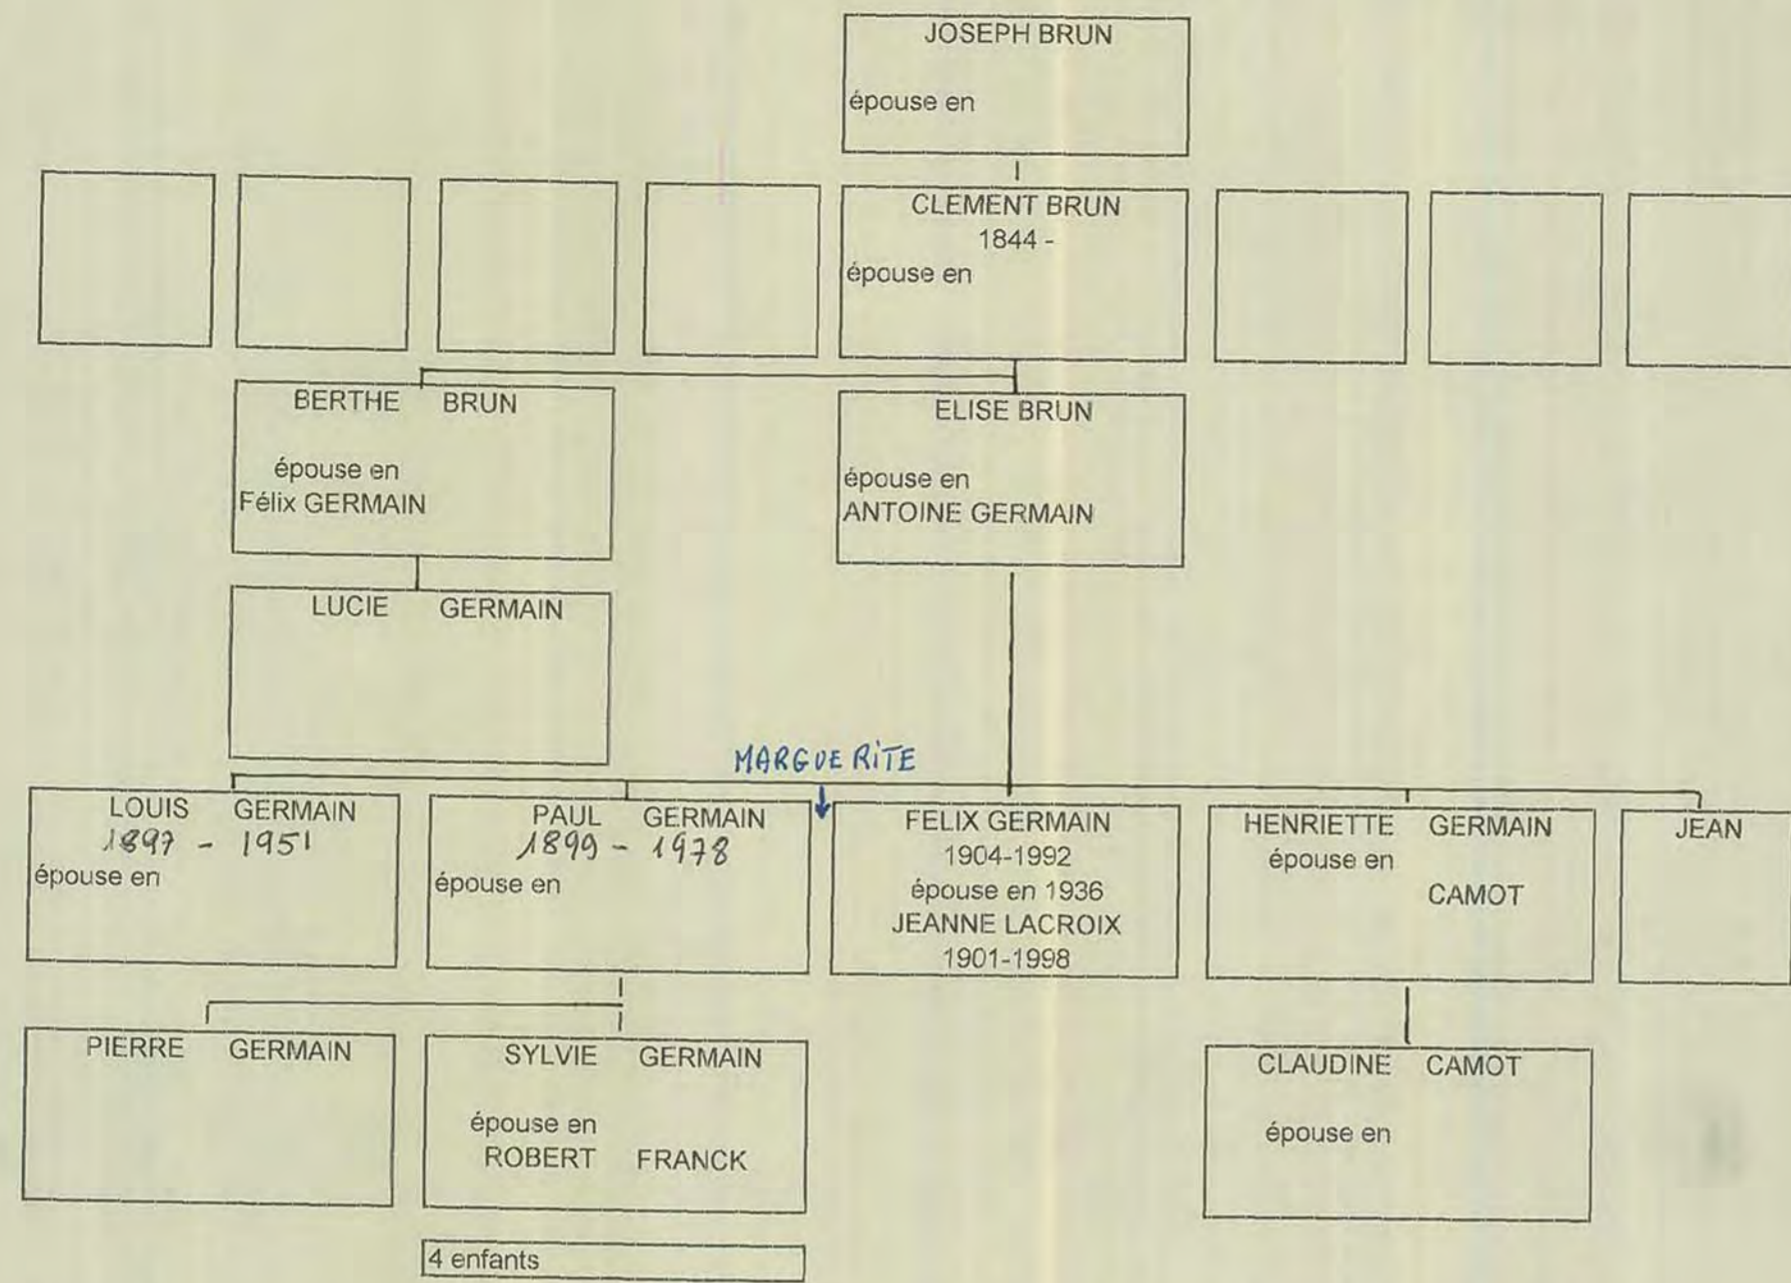 JOSEPH BRUN
épouse en
CLEMENT BRUN
1844 -
épouse en
BERTHE BRUN
épouse en
Félix GERMAIN
ELISE BRUN
épouse en
ANTOINE GERMAIN
LUCIE GERMAIN
MARGUERITE
LOUIS GERMAIN
1897 - 1951
épouse en
PAUL GERMAIN
1899 - 1978
épouse en
FELIX GERMAIN
1904-1992
épouse en 1936
JEANNE LACROIX
1901-1998
HENRIETTE GERMAIN
épouse en
CAMOT
JEAN
PIERRE GERMAIN
SYLVIE GERMAIN
épouse en
ROBERT FRANCK
CLAUDINE CAMOT
épouse en
4 enfants